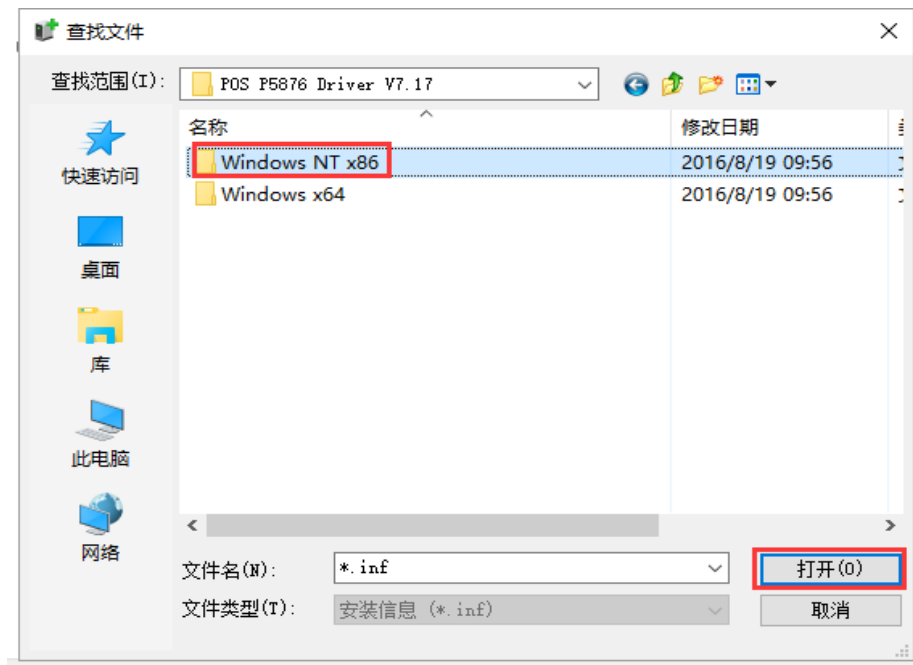 查找文件
查找范围(I):
POS P5876 Driver V7.17
名称
修改日期
Windows NT x86
2016/8/19 09:56
Windows x64
2016/8/19 09:56
快速访问
桌面
库
此电脑
网络
文件名(N):
*.inf
打开(O)
文件类型(T):
安装信息 (*.inf)
取消